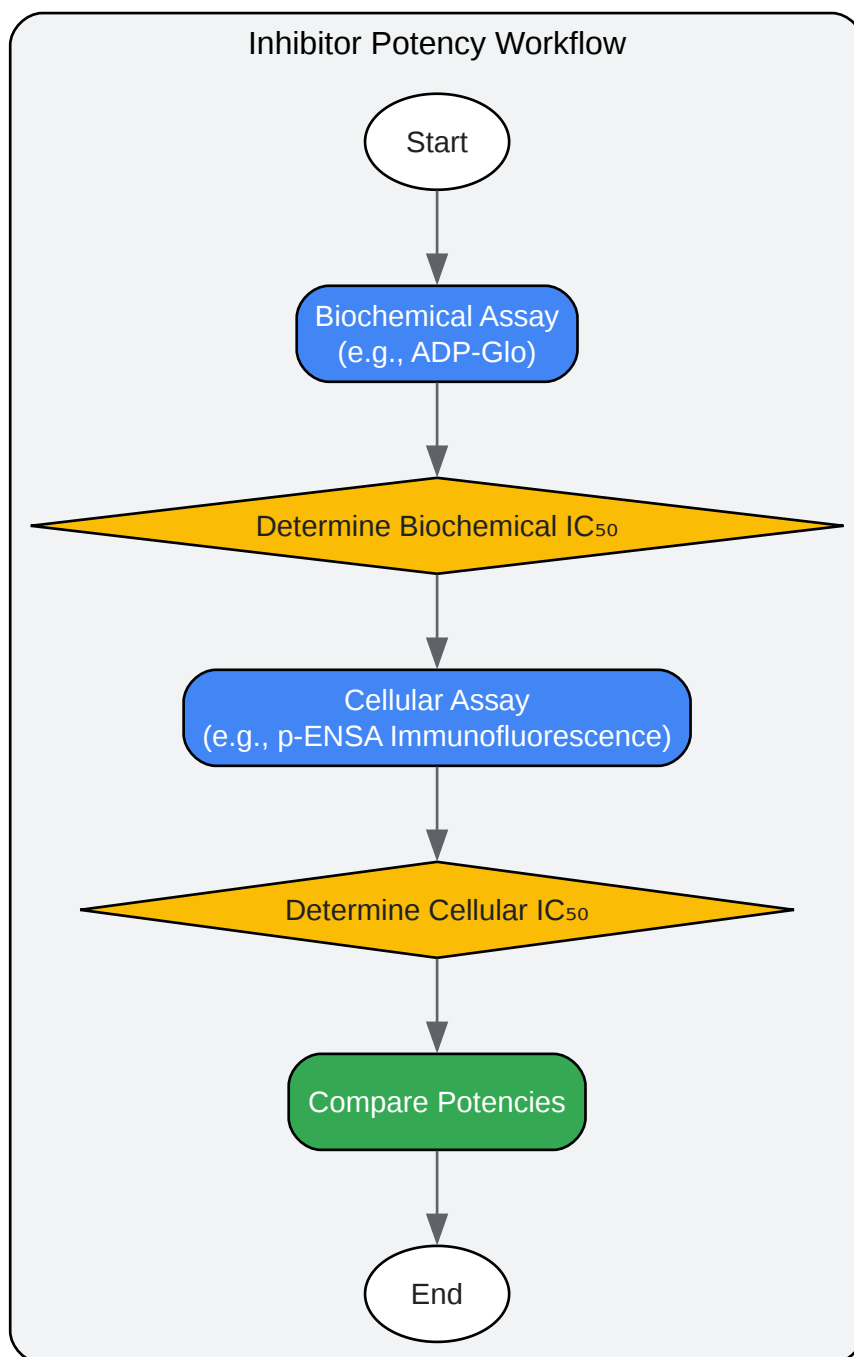 Inhibitor Potency Workflow
Start
Biochemical Assay
(e.g., ADP-Glo)
Determine Biochemical IC₅₀
Cellular Assay
(e.g., p-ENSA Immunofluorescence)
Determine Cellular IC₅₀
Compare Potencies
End